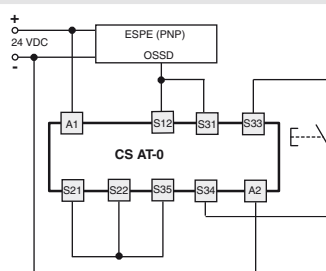 +
24 VDC
-
ESPE (PNP)
OSSD
A1
S12
S31
S33
CS AT-0
S21
S22
S35
S34
A2